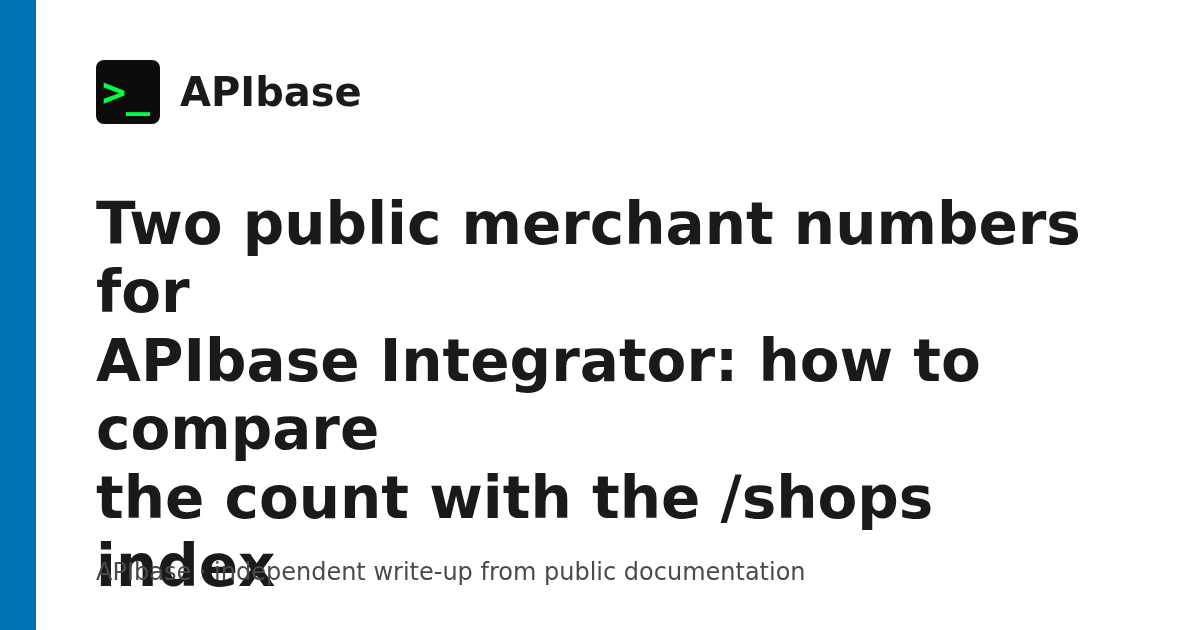 >_ APIbase
Two public merchant numbers
for
APIbase Integrator: how to
compare
the count with the /shops
index
APIbase · independent write-up from public documentation